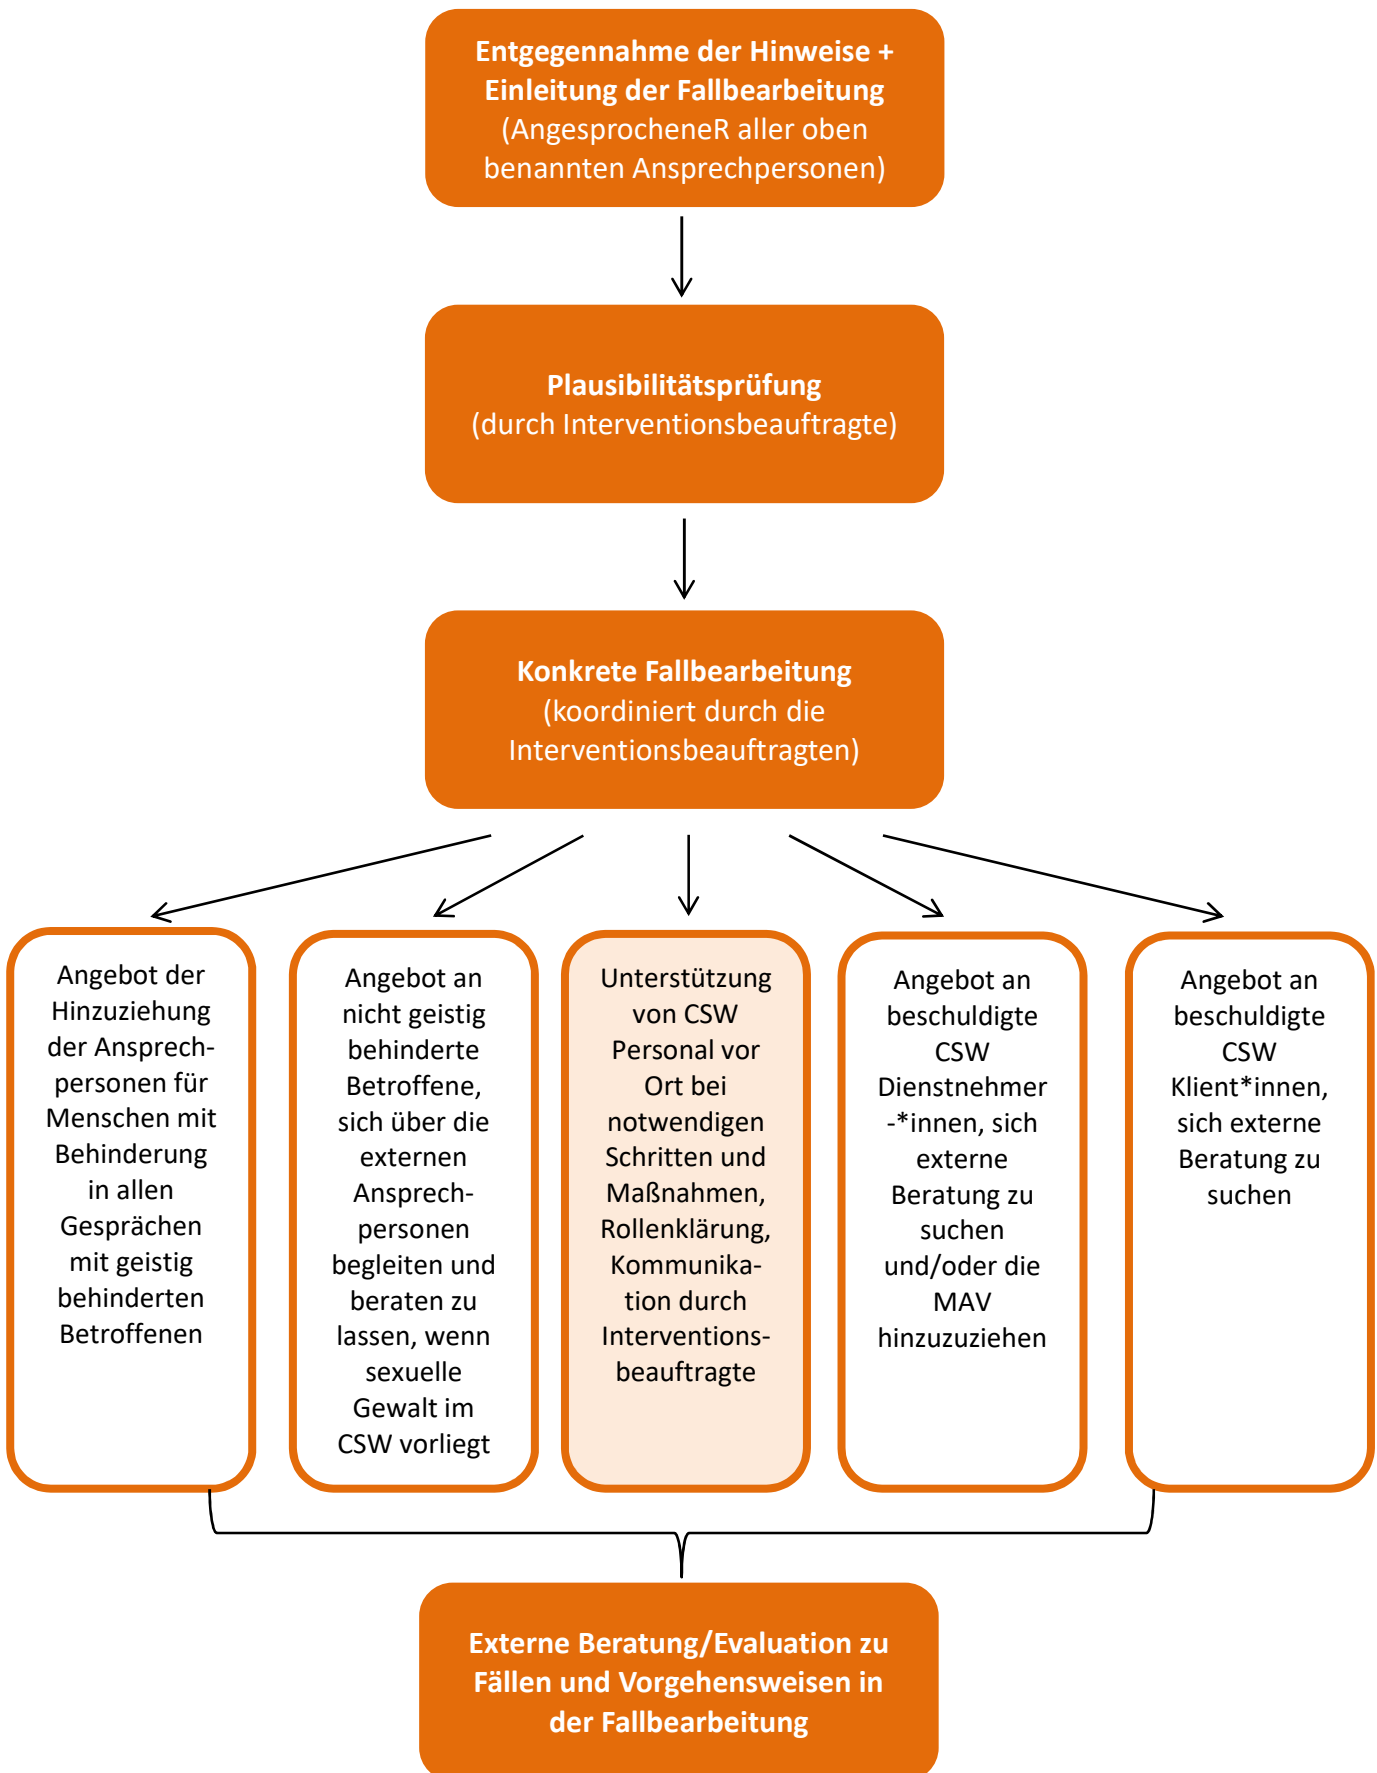 Entgegennahme der Hinweise +
Einleitung der Fallbearbeitung
(AngesprocheneR aller oben
benannten Ansprechpersonen)
Plausibilitätsprüfung
(durch Interventionsbeauftragte)
Konkrete Fallbearbeitung
(koordiniert durch die
Interventionsbeauftragten)
Angebot der
Hinzuziehung
der Ansprech-
personen für
Menschen mit
Behinderung
in allen
Gesprächen
mit geistig
behinderten
Betroffenen
Angebot an
nicht geistig
behinderte
Betroffene,
sich über die
externen
Ansprech-
personen
begleiten und
beraten zu
lassen, wenn
sexuelle
Gewalt im
CSW vorliegt
Unterstützung
von CSW
Personal vor
Ort bei
notwendigen
Schritten und
Maßnahmen,
Rollenklärung,
Kommunika-
tion durch
Interventions-
beauftragte
Angebot an
beschuldigte
CSW
Dienstnehmer
-*innen, sich
externe
Beratung zu
suchen
und/oder die
MAV
hinzuzuziehen
Angebot an
beschuldigte
CSW
Klient*innen,
sich externe
Beratung zu
suchen
Externe Beratung/Evaluation zu
Fällen und Vorgehensweisen in
der Fallbearbeitung